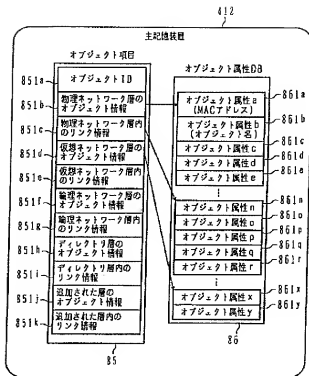 412
主記憶装置
オブジェクト項目
851a
オブジェクトID
851b
物理ネットワーク層の
オブジェクト情報
851c
物理ネットワーク層内
のリンク情報
851d
仮想ネットワーク層の
オブジェクト情報
851e
仮想ネットワーク層内
のリンク情報
851f
論理ネットワーク層の
オブジェクト情報
851g
論理ネットワーク層内
のリンク情報
851h
ディレクトリ層の
オブジェクト情報
851i
ディレクトリ層内
のリンク情報
851j
追加された層の
オブジェクト情報
851k
追加された層内の
リンク情報
85
オブジェクト属性DB
オブジェクト属性a
(MACアドレス)
861a
オブジェクト属性b
(オブジェクト名)
861b
オブジェクト属性c
861c
オブジェクト属性d
861d
オブジェクト属性e
861e
オブジェクト属性n
861n
オブジェクト属性o
861o
オブジェクト属性p
861p
オブジェクト属性q
861q
オブジェクト属性r
861r
オブジェクト属性x
861x
オブジェクト属性y
861y
86